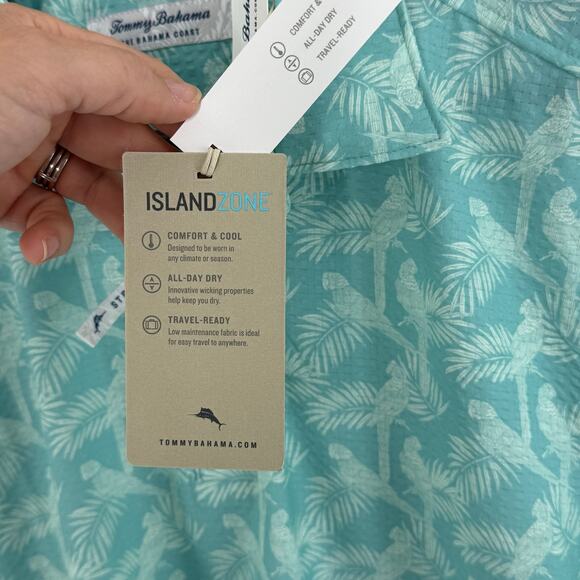 Tommy Bahama
BAHAMA COAST
Bahama
COMFORT & COOL
ALL-DAY DRY
TRAVEL-READY
ISLANDZONE
COMFORT & COOL
Designed to be worn in
any climate or season.
ALL-DAY DRY
Innovative wicking properties
help keep you dry.
TRAVEL-READY
Low maintenance fabric is ideal
for easy travel to anywhere.
TOMMYBAHAMA.COM